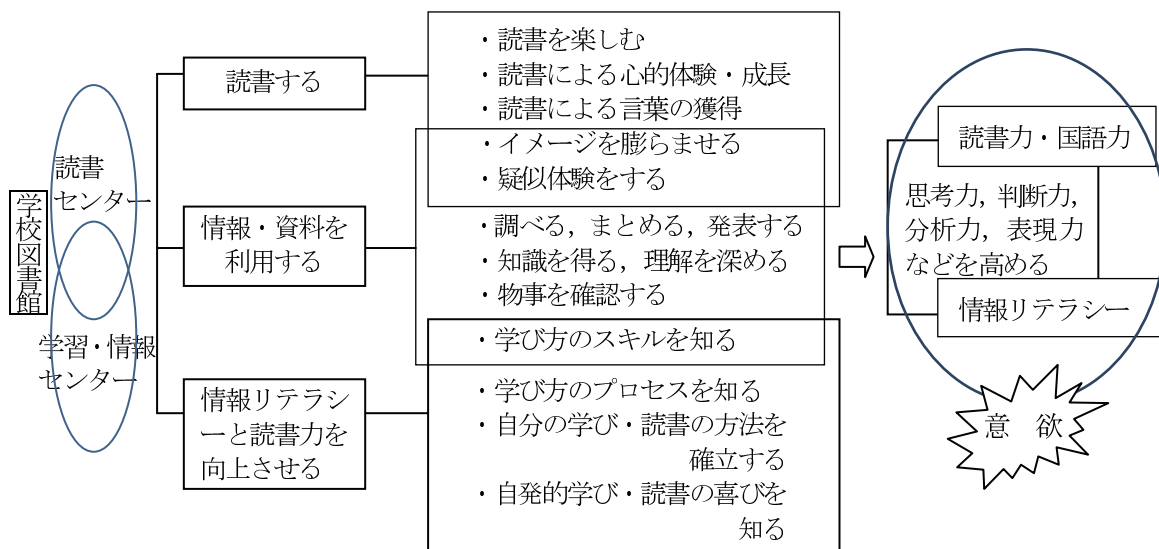 学校図書館
読書
センター
学習・情報
センター
読書する
情報・資料を
利用する
情報リテラシ
ーと読書力を
向上させる
・読書を楽しむ
・読書による心的体験・成長
・読書による言葉の獲得
・イメージを膨らませる
・疑似体験をする
・調べる，まとめる，発表する
・知識を得る，理解を深める
・物事を確認する
・学び方のスキルを知る
・学び方のプロセスを知る
・自分の学び・読書の方法を
確立する
・自発的学び・読書の喜びを
知る
読書力・国語力
思考力，判断力，
分析力，表現力
などを高める
情報リテラシー
意　欲